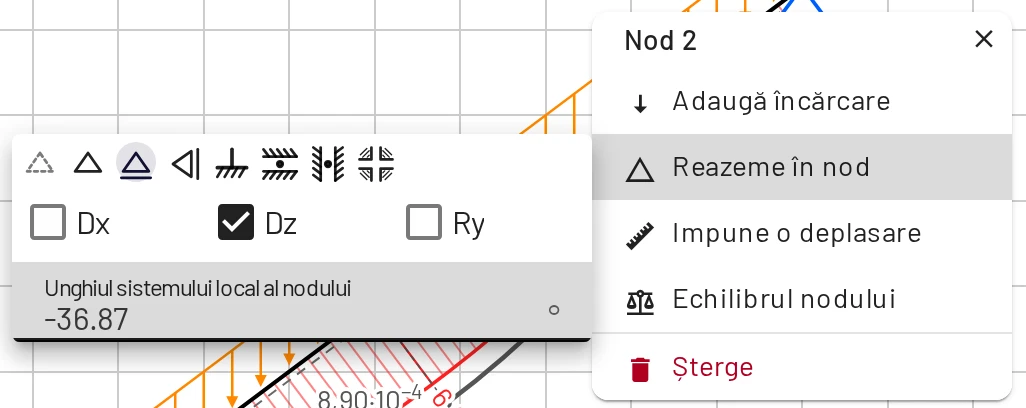 Nod 2
Adaugă încărcare
Reazeme în nod
Impune o deplasare
Echilibrul nodului
Șterge
Dx
Dz
Ry
Unghiul sistemului local al nodului
-36.87
°
8,90·10⁻⁴